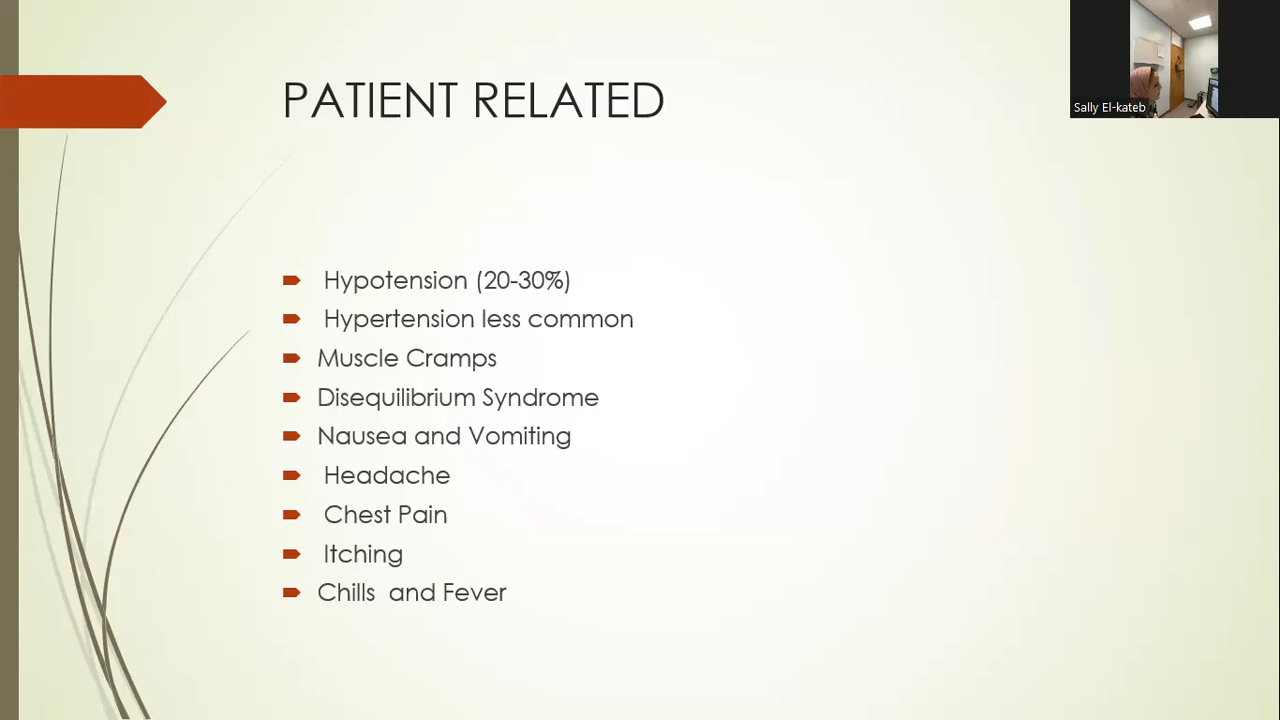 PATIENT RELATED
Sally El-kateb
Hypotension (20-30%)
Hypertension less common
Muscle Cramps
Disequilibrium Syndrome
Nausea and Vomiting
Headache
Chest Pain
Itching
Chills  and Fever